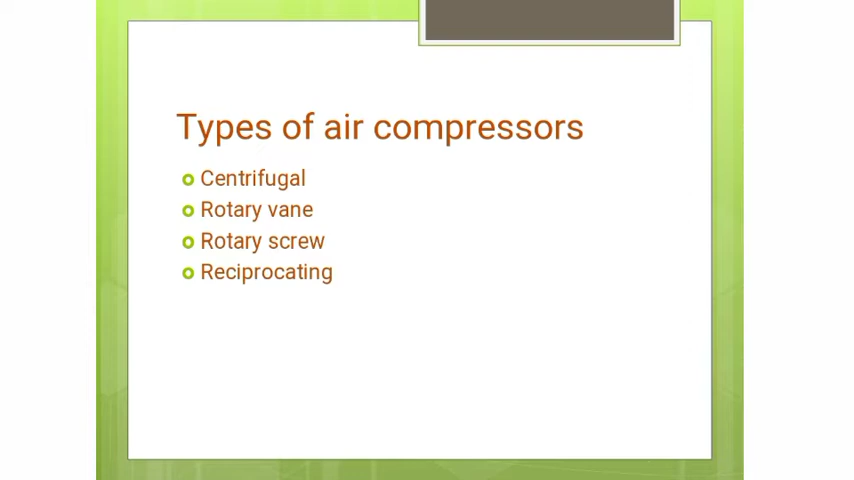 Types of air compressors
Centrifugal
Rotary vane
Rotary screw
Reciprocating